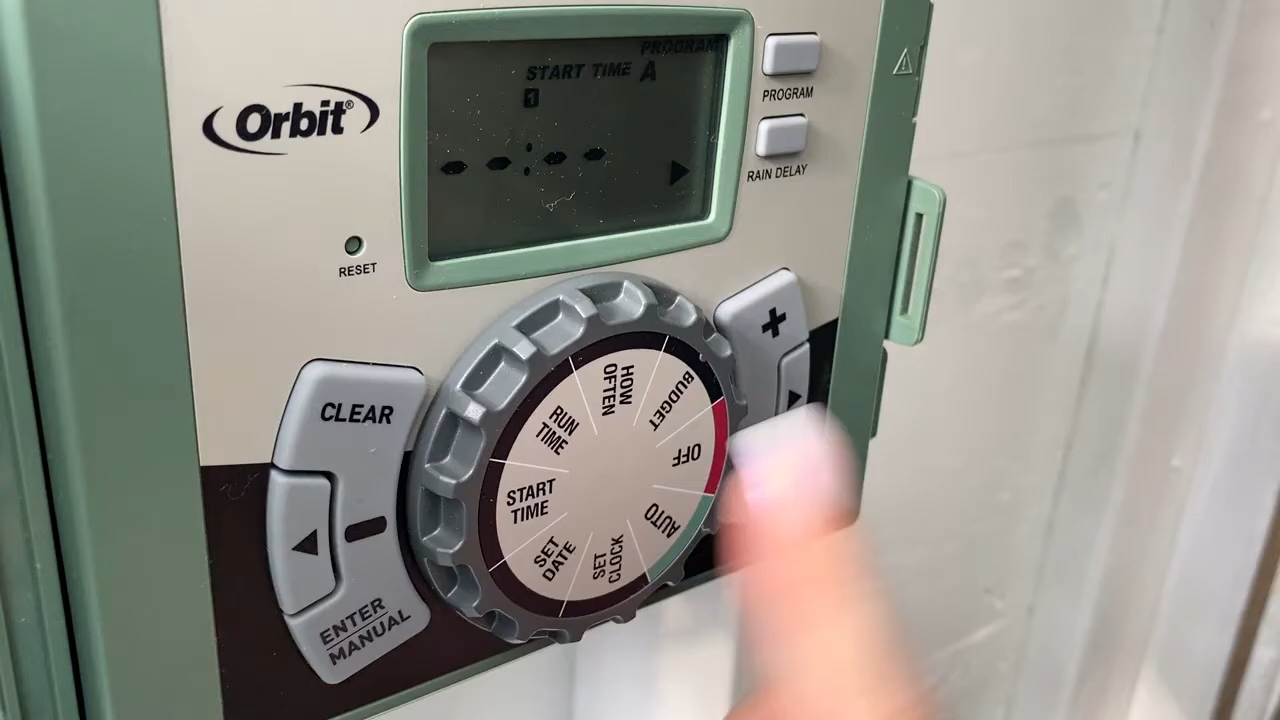 Orbit®
PROGRAM
START TIME A
1
--:--
PROGRAM
RAIN DELAY
RESET
+
CLEAR
-
ENTER
MANUAL
HOW
OFTEN
BUDGET
OFF
AUTO
SET
CLOCK
SET
DATE
START
TIME
RUN
TIME